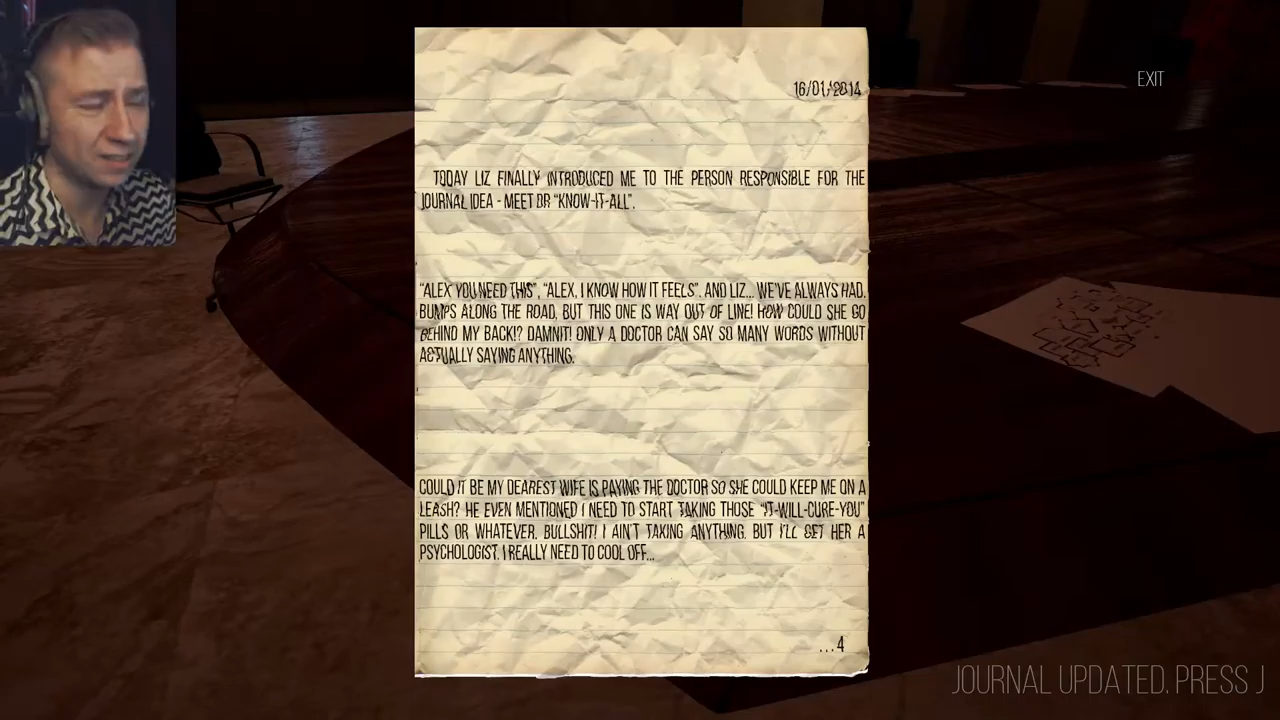 EXIT
16/01/2014
TODAY LIZ FINALLY INTRODUCED ME TO THE PERSON RESPONSIBLE FOR THE
JOURNAL IDEA - MEET DR "KNOW-IT-ALL".
"ALEX YOU NEED THIS", "ALEX, I KNOW HOW IT FEELS". AND LIZ... WE'VE ALWAYS HAD
BUMPS ALONG THE ROAD, BUT THIS ONE IS WAY OUT OF LINE! HOW COULD SHE GO
BEHIND MY BACK!? DAMNIT! ONLY A DOCTOR CAN SAY SO MANY WORDS WITHOUT
ACTUALLY SAYING ANYTHING.
COULD IT BE MY DEAREST WIFE IS PAYING THE DOCTOR SO SHE COULD KEEP ME ON A
LEASH? HE EVEN MENTIONED I NEED TO START TAKING THOSE "IT-WILL-CURE-YOU"
PILLS OR WHATEVER. BULLSHIT! I AIN'T TAKING ANYTHING. BUT I'LL GET HER A
PSYCHOLOGIST. I REALLY NEED TO COOL OFF...
...4
JOURNAL UPDATED. PRESS J